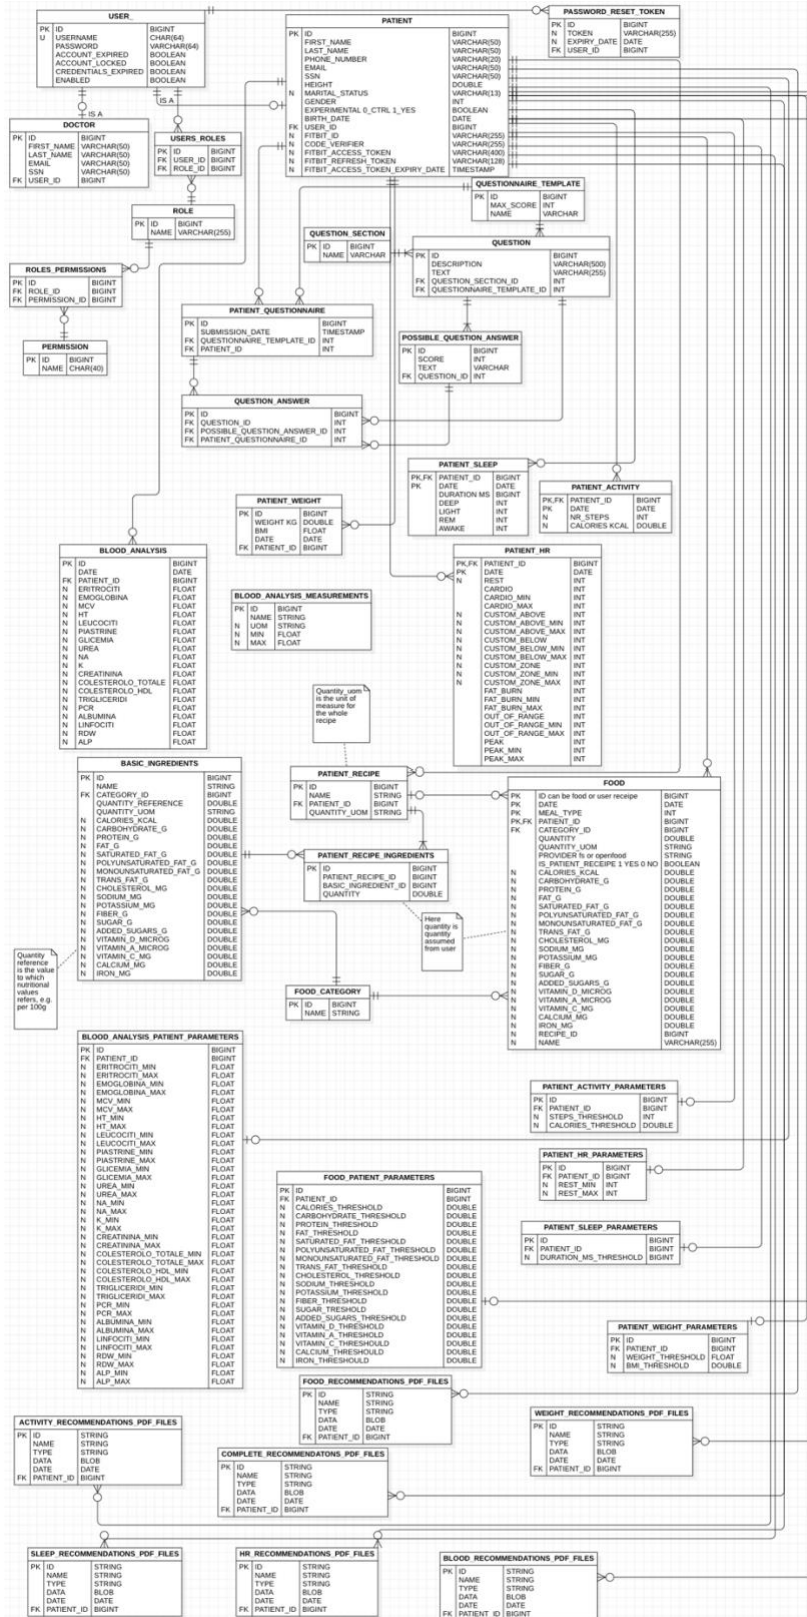 USER_
PK ID BIGINT
U USERNAME CHAR(64)
PASSWORD VARCHAR(64)
ACCOUNT_EXPIRED BOOLEAN
ACCOUNT_LOCKED BOOLEAN
CREDENTIALS_EXPIRED BOOLEAN
ENABLED BOOLEAN
PATIENT
PK ID BIGINT
FIRST_NAME VARCHAR(50)
LAST_NAME VARCHAR(50)
PHONE_NUMBER VARCHAR(20)
EMAIL VARCHAR(50)
SSN VARCHAR(50)
HEIGHT DOUBLE
N MARITAL_STATUS VARCHAR(13)
GENDER INT
EXPERIMENTAL 0_CTRL 1_YES BOOLEAN
BIRTH_DATE DATE
FK USER_ID BIGINT
N FITBIT_ID VARCHAR(255)
N CODE_VERIFIER VARCHAR(255)
N FITBIT_ACCESS_TOKEN VARCHAR(400)
N FITBIT_REFRESH_TOKEN VARCHAR(128)
N FITBIT_ACCESS_TOKEN_EXPIRY_DATE TIMESTAMP
PASSWORD_RESET_TOKEN
PK ID BIGINT
N TOKEN VARCHAR(255)
N EXPIRY_DATE DATE
FK USER_ID BIGINT
IS A
IS A
DOCTOR
PK ID BIGINT
FIRST_NAME VARCHAR(50)
LAST_NAME VARCHAR(50)
EMAIL VARCHAR(50)
SSN VARCHAR(50)
FK USER_ID BIGINT
USERS_ROLES
PK ID BIGINT
FK USER_ID BIGINT
FK ROLE_ID BIGINT
ROLE
PK ID BIGINT
NAME VARCHAR(255)
QUESTIONNAIRE_TEMPLATE
PK ID BIGINT
MAX_SCORE INT
NAME VARCHAR
QUESTION_SECTION
PK ID BIGINT
NAME VARCHAR
QUESTION
PK ID BIGINT
DESCRIPTION VARCHAR(500)
TEXT VARCHAR(255)
FK QUESTION_SECTION_ID BIGINT
FK QUESTIONNAIRE_TEMPLATE_ID BIGINT
ROLES_PERMISSIONS
PK ID BIGINT
FK ROLE_ID BIGINT
FK PERMISSION_ID BIGINT
PERMISSION
PK ID BIGINT
NAME CHAR(40)
PATIENT_QUESTIONNAIRE
PK ID BIGINT
SUBMISSION_DATE TIMESTAMP
FK QUESTIONNAIRE_TEMPLATE_ID INT
FK PATIENT_ID INT
POSSIBLE_QUESTION_ANSWER
PK ID BIGINT
SCORE INT
TEXT VARCHAR
FK QUESTION_ID INT
QUESTION_ANSWER
PK ID BIGINT
FK QUESTION_ID INT
FK POSSIBLE_QUESTION_ANSWER_ID INT
FK PATIENT_QUESTIONNAIRE_ID INT
PATIENT_SLEEP
PK,FK PATIENT_ID BIGINT
PK DATE DATE
DURATION MS BIGINT
DEEP INT
LIGHT INT
REM INT
AWAKE INT
PATIENT_ACTIVITY
PK,FK PATIENT_ID BIGINT
PK DATE DATE
N NR_STEPS INT
N CALORIES KCAL DOUBLE
PATIENT_WEIGHT
PK ID BIGINT
WEIGHT KG DOUBLE
BMI FLOAT
DATE DATE
FK PATIENT_ID BIGINT
BLOOD_ANALYSIS
PK ID BIGINT
DATE DATE
FK PATIENT_ID BIGINT
N ERITROCITI FLOAT
N EMOGLOBINA FLOAT
N MCV FLOAT
N HT FLOAT
N LEUCOCITI FLOAT
N PIASTRINE FLOAT
N GLICEMIA FLOAT
N UREA FLOAT
N NA FLOAT
N K FLOAT
N CREATININA FLOAT
N COLESTEROLO_TOTALE FLOAT
N COLESTEROLO_HDL FLOAT
N TRIGLICERIDI FLOAT
N PCR FLOAT
N ALBUMINA FLOAT
N LINFOCITI FLOAT
N RDW FLOAT
N ALP FLOAT
BLOOD_ANALYSIS_MEASUREMENTS
PK ID BIGINT
NAME STRING
N UOM STRING
N MIN FLOAT
N MAX FLOAT
PATIENT_HR
PK,FK PATIENT_ID BIGINT
PK DATE DATE
N REST INT
CARDIO INT
CARDIO_MIN INT
CARDIO_MAX INT
N CUSTOM_ABOVE INT
N CUSTOM_ABOVE_MIN INT
N CUSTOM_ABOVE_MAX INT
N CUSTOM_BELOW INT
N CUSTOM_BELOW_MIN INT
N CUSTOM_BELOW_MAX INT
N CUSTOM_ZONE INT
N CUSTOM_ZONE_MIN INT
N CUSTOM_ZONE_MAX INT
FAT_BURN INT
FAT_BURN_MIN INT
FAT_BURN_MAX INT
OUT_OF_RANGE INT
OUT_OF_RANGE_MIN INT
OUT_OF_RANGE_MAX INT
PEAK INT
PEAK_MIN INT
PEAK_MAX INT
Quantity_uom
is the unit of
measure for
the whole
recipe
BASIC_INGREDIENTS
PK ID BIGINT
NAME STRING
FK CATEGORY_ID BIGINT
QUANTITY_REFERENCE DOUBLE
QUANTITY_UOM STRING
N CALORIES_KCAL DOUBLE
N CARBOHYDRATE_G DOUBLE
N PROTEIN_G DOUBLE
N FAT_G DOUBLE
N SATURATED_FAT_G DOUBLE
N POLYUNSATURATED_FAT_G DOUBLE
N MONOUNSATURATED_FAT_G DOUBLE
N TRANS_FAT_G DOUBLE
N CHOLESTEROL_MG DOUBLE
N SODIUM_MG DOUBLE
N POTASSIUM_MG DOUBLE
N FIBER_G DOUBLE
N SUGAR_G DOUBLE
N ADDED_SUGARS_G DOUBLE
N VITAMIN_D_MICROG DOUBLE
N VITAMIN_A_MICROG DOUBLE
N VITAMIN_C_MG DOUBLE
N CALCIUM_MG DOUBLE
N IRON_MG DOUBLE
PATIENT_RECIPE
PK ID BIGINT
N NAME STRING
FK PATIENT_ID BIGINT
QUANTITY_UOM STRING
PATIENT_RECIPE_INGREDIENTS
PK ID BIGINT
PATIENT_RECIPE_ID BIGINT
BASIC_INGREDIENT_ID BIGINT
QUANTITY DOUBLE
FOOD
PK ID can be food or user receipe BIGINT
PK DATE DATE
PK MEAL_TYPE INT
PK,FK PATIENT_ID BIGINT
FK CATEGORY_ID BIGINT
QUANTITY DOUBLE
QUANTITY_UOM STRING
PROVIDER fs or openfood STRING
IS_PATIENT_RECEIPE 1 YES 0 NO BOOLEAN
N CALORIES_KCAL DOUBLE
N CARBOHYDRATE_G DOUBLE
N PROTEIN_G DOUBLE
N FAT_G DOUBLE
N SATURATED_FAT_G DOUBLE
N POLYUNSATURATED_FAT_G DOUBLE
N MONOUNSATURATED_FAT_G DOUBLE
N TRANS_FAT_G DOUBLE
N CHOLESTEROL_MG DOUBLE
N SODIUM_MG DOUBLE
N POTASSIUM_MG DOUBLE
N FIBER_G DOUBLE
N SUGAR_G DOUBLE
N ADDED_SUGARS_G DOUBLE
N VITAMIN_D_MICROG DOUBLE
N VITAMIN_A_MICROG DOUBLE
N VITAMIN_C_MG DOUBLE
N CALCIUM_MG DOUBLE
N IRON_MG DOUBLE
N RECIPE_ID BIGINT
N NAME VARCHAR(255)
Here
quantity is
quantity
assumed
from user
Quantity
reference
is the value
to which
nutritional
values
refers, e.g.
per 100g
FOOD_CATEGORY
PK ID BIGINT
NAME STRING
BLOOD_ANALYSIS_PATIENT_PARAMETERS
PK ID BIGINT
FK PATIENT_ID BIGINT
N ERITROCITI_MIN FLOAT
N ERITROCITI_MAX FLOAT
N EMOGLOBINA_MIN FLOAT
N EMOGLOBINA_MAX FLOAT
N MCV_MIN FLOAT
N MCV_MAX FLOAT
N HT_MIN FLOAT
N HT_MAX FLOAT
N LEUCOCITI_MIN FLOAT
N LEUCOCITI_MAX FLOAT
N PIASTRINE_MIN FLOAT
N PIASTRINE_MAX FLOAT
N GLICEMIA_MIN FLOAT
N GLICEMIA_MAX FLOAT
N UREA_MIN FLOAT
N UREA_MAX FLOAT
N NA_MIN FLOAT
N NA_MAX FLOAT
N K_MIN FLOAT
N K_MAX FLOAT
N CREATININA_MIN FLOAT
N CREATININA_MAX FLOAT
N COLESTEROLO_TOTALE_MIN FLOAT
N COLESTEROLO_TOTALE_MAX FLOAT
N COLESTEROLO_HDL_MIN FLOAT
N COLESTEROLO_HDL_MAX FLOAT
N TRIGLICERIDI_MIN FLOAT
N TRIGLICERIDI_MAX FLOAT
N PCR_MIN FLOAT
N PCR_MAX FLOAT
N ALBUMINA_MIN FLOAT
N ALBUMINA_MAX FLOAT
N LINFOCITI_MIN FLOAT
N LINFOCITI_MAX FLOAT
N RDW_MIN FLOAT
N RDW_MAX FLOAT
N ALP_MIN FLOAT
N ALP_MAX FLOAT
PATIENT_ACTIVITY_PARAMETERS
PK ID BIGINT
FK PATIENT_ID BIGINT
N STEPS_THRESHOLD INT
N CALORIES_THRESHOLD DOUBLE
PATIENT_HR_PARAMETERS
PK ID BIGINT
FK PATIENT_ID BIGINT
N REST_MIN INT
N REST_MAX INT
FOOD_PATIENT_PARAMETERS
PK ID BIGINT
FK PATIENT_ID BIGINT
N CALORIES_THRESHOLD DOUBLE
N CARBOHYDRATE_THRESHOLD DOUBLE
N PROTEIN_THRESHOLD DOUBLE
N FAT_THRESHOLD DOUBLE
N SATURATED_FAT_THRESHOLD DOUBLE
N POLYUNSATURATED_FAT_THRESHOLD DOUBLE
N MONOUNSATURATED_FAT_THRESHOLD DOUBLE
N TRANS_FAT_THRESHOLD DOUBLE
N CHOLESTEROL_THRESHOLD DOUBLE
N SODIUM_THRESHOLD DOUBLE
N POTASSIUM_THRESHOLD DOUBLE
N FIBER_THRESHOLD DOUBLE
N SUGAR_TRESHOLD DOUBLE
N ADDED_SUGARS_THRESHOLD DOUBLE
N VITAMIN_D_THRESHOLD DOUBLE
N VITAMIN_A_THRESHOLD DOUBLE
N VITAMIN_C_THRESHOLD DOUBLE
N CALCIUM_THRESHOLD DOUBLE
N IRON_THRESHOULD DOUBLE
PATIENT_SLEEP_PARAMETERS
PK ID BIGINT
FK PATIENT_ID BIGINT
N DURATION_MS_THRESHOLD BIGINT
PATIENT_WEIGHT_PARAMETERS
PK ID BIGINT
FK PATIENT_ID BIGINT
N WEIGHT_THRESHOLD FLOAT
N BMI_THRESHOLD DOUBLE
FOOD_RECOMMENDATIONS_PDF_FILES
PK ID STRING
NAME STRING
TYPE STRING
DATA BLOB
DATE DATE
FK PATIENT_ID BIGINT
WEIGHT_RECOMMENDATIONS_PDF_FILES
PK ID STRING
NAME STRING
TYPE STRING
DATA BLOB
DATE DATE
FK PATIENT_ID BIGINT
ACTIVITY_RECOMMENDATIONS_PDF_FILES
PK ID STRING
NAME STRING
TYPE STRING
DATA BLOB
DATE DATE
FK PATIENT_ID BIGINT
COMPLETE_RECOMMENDATONS_PDF_FILES
PK ID STRING
NAME STRING
TYPE STRING
DATA BLOB
DATE DATE
FK PATIENT_ID BIGINT
SLEEP_RECOMMENDATIONS_PDF_FILES
PK ID STRING
NAME STRING
TYPE STRING
DATA BLOB
DATE DATE
FK PATIENT_ID BIGINT
HR_RECOMMENDATIONS_PDF_FILES
PK ID STRING
NAME STRING
TYPE STRING
DATA BLOB
DATE DATE
FK PATIENT_ID BIGINT
BLOOD_RECOMMENDATIONS_PDF_FILES
PK ID STRING
NAME STRING
TYPE STRING
DATA BLOB
DATE DATE
FK PATIENT_ID BIGINT